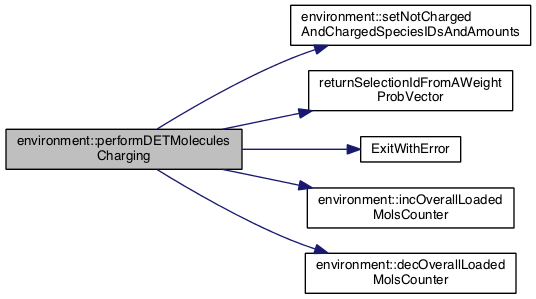 environment::setNotCharged
AndChargedSpeciesIDsAndAmounts
returnSelectionIdFromAWeight
ProbVector
environment::performDETMolecules
Charging
ExitWithError
environment::incOverallLoaded
MolsCounter
environment::decOverallLoaded
MolsCounter